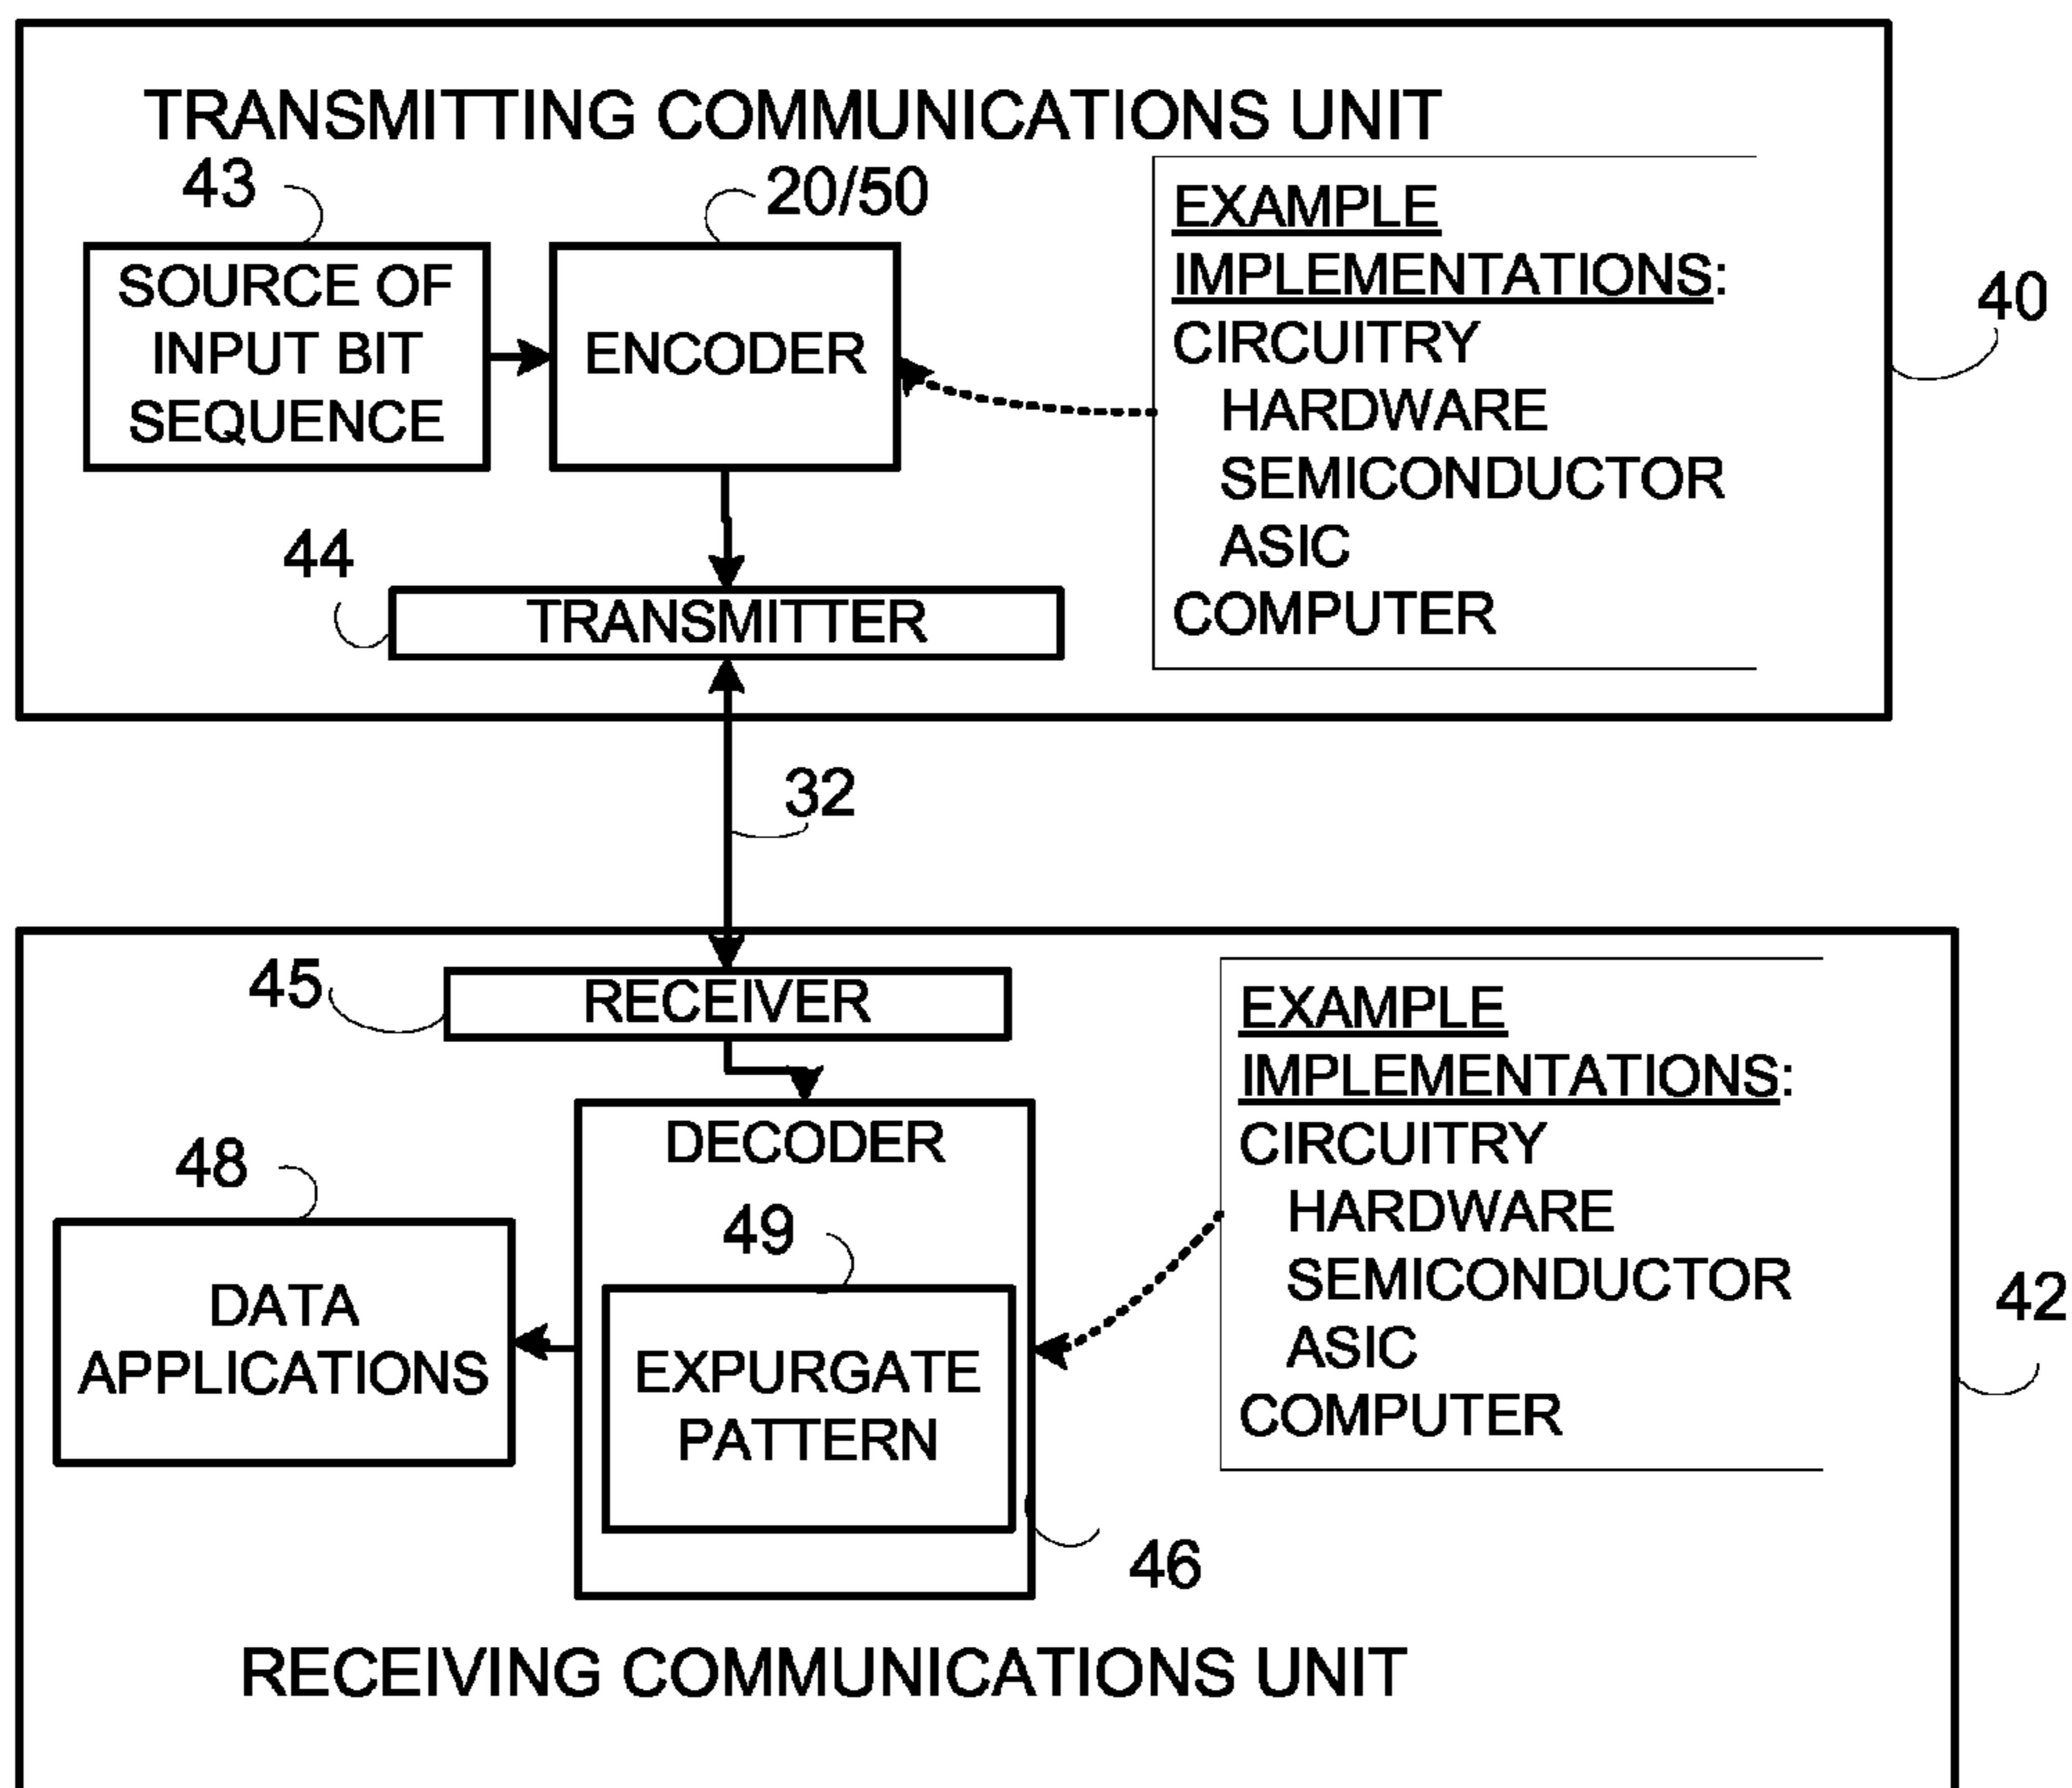 TRANSMITTING COMMUNICATIONS UNIT
43
20/50
SOURCE OF
INPUT BIT
SEQUENCE
ENCODER
EXAMPLE
IMPLEMENTATIONS:
CIRCUITRY
HARDWARE
SEMICONDUCTOR
ASIC
COMPUTER
40
44
TRANSMITTER
32
45
RECEIVER
EXAMPLE
IMPLEMENTATIONS:
CIRCUITRY
HARDWARE
SEMICONDUCTOR
ASIC
COMPUTER
42
DECODER
48
49
DATA
APPLICATIONS
EXPURGATE
PATTERN
46
RECEIVING COMMUNICATIONS UNIT